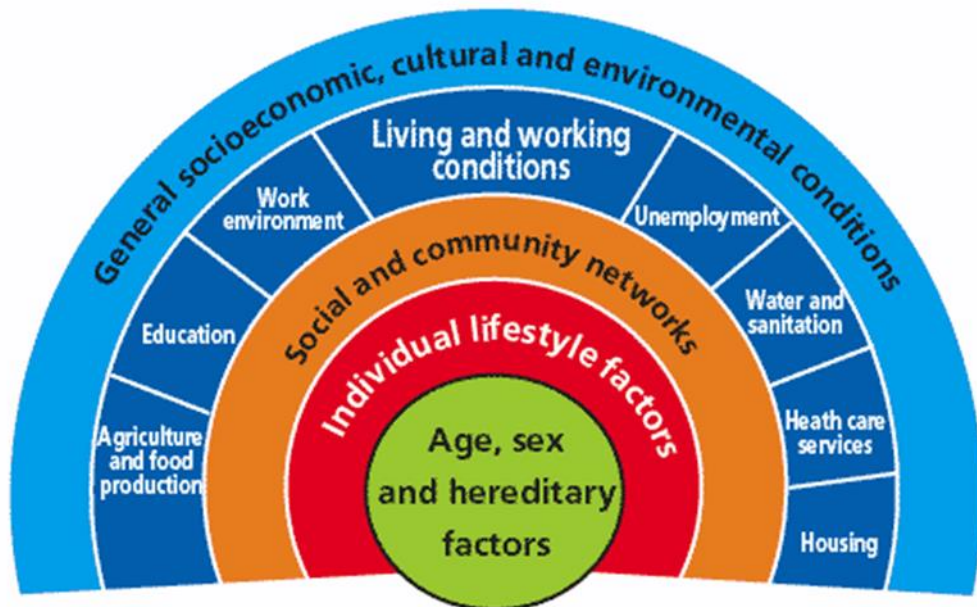 General socioeconomic, cultural and environmental conditions
Living and working
conditions
Work
environment
Unemployment
Education
Water and
sanitation
Agriculture
and food
production
Heath care
services
Housing
Social and community networks
Individual lifestyle factors
Age, sex
and hereditary
factors